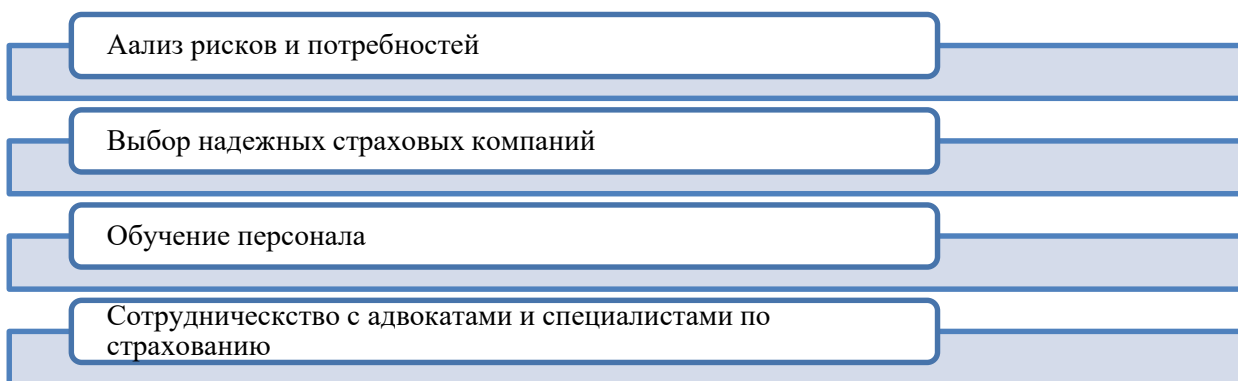 Аализ рисков и потребностей
Выбор надежных страховых компаний
Обучение персонала
Сотрудническство с адвокатами и специалистами по
страхованию